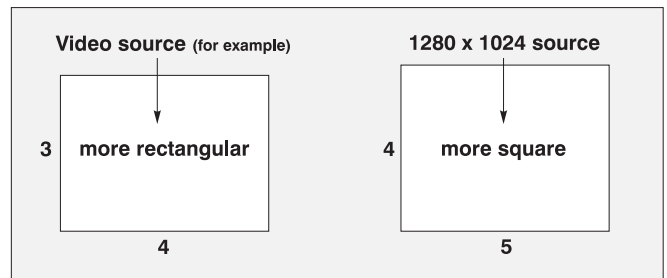 Video source (for example)
3
more rectangular
4
1280 x 1024 source
4
more square
5